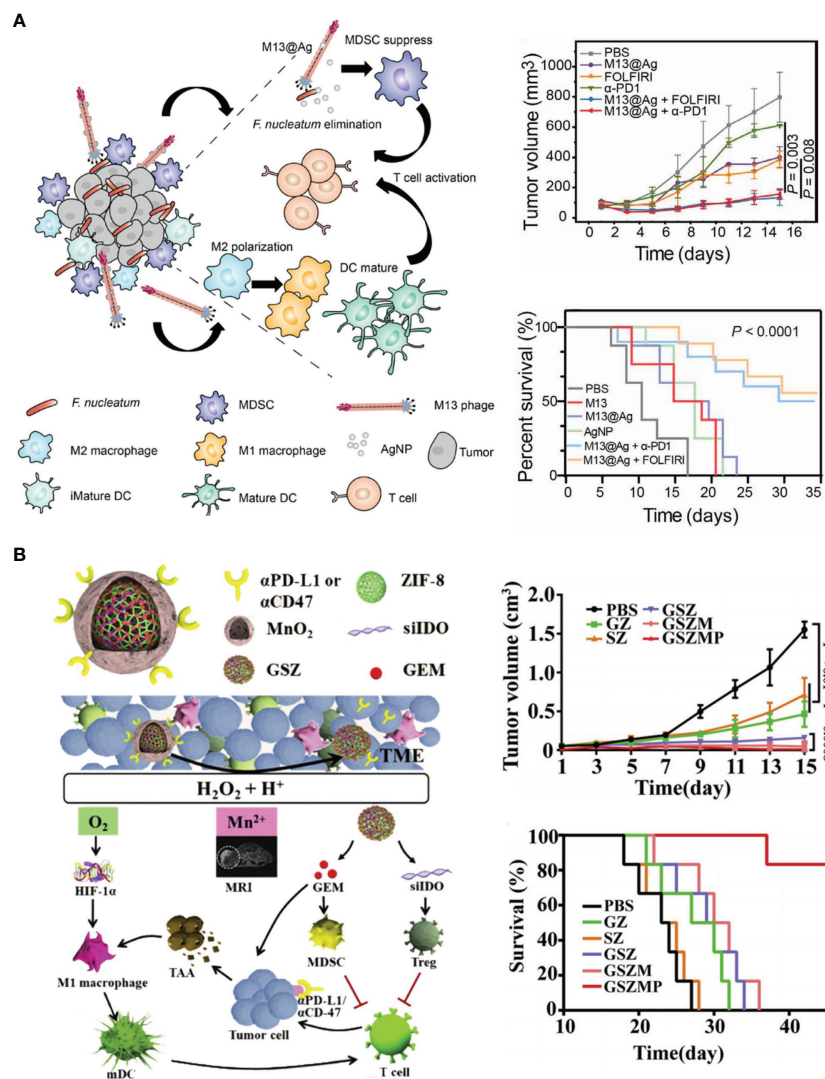 A
M13@Ag
MDSC suppress
F. nucleatum elimination
T cell activation
M2 polarization
DC mature
F. nucleatum
MDSC
M13 phage
M2 macrophage
M1 macrophage
AgNP
Tumor
iMature DC
Mature DC
T cell
Tumor volume (mm3)
1000
800
600
400
200
0
PBS
M13@Ag
FOLFIRI
α-PD1
M13@Ag + FOLFIRI
M13@Ag + α-PD1
P = 0.003
P = 0.008
0 2 4 6 8 10 12 14 16
Time (days)
Percent survival (%)
100
50
0
P < 0.0001
PBS
M13
M13@Ag
AgNP
M13@Ag + α-PD1
M13@Ag + FOLFIRI
0 5 10 15 20 25 30 35
Time (days)
B
αPD-L1 or
αCD47
ZIF-8
MnO2
siIDO
GSZ
GEM
TME
H2O2 + H+
O2
Mn2+
HIF-1α
MRI
GEM
siIDO
M1 macrophage
TAA
MDSC
Treg
αPD-L1/
αCD-47
Tumor cell
mDC
T cell
Tumor volume (cm3)
2.0
1.5
1.0
0.5
0
PBS
GZ
SZ
GSZ
GSZM
GSZMP
1 3 5 7 9 11 13 15
Time(day)
Survival (%)
100
80
60
40
20
0
PBS
GZ
SZ
GSZ
GSZM
GSZMP
10 20 30 40
Time(day)